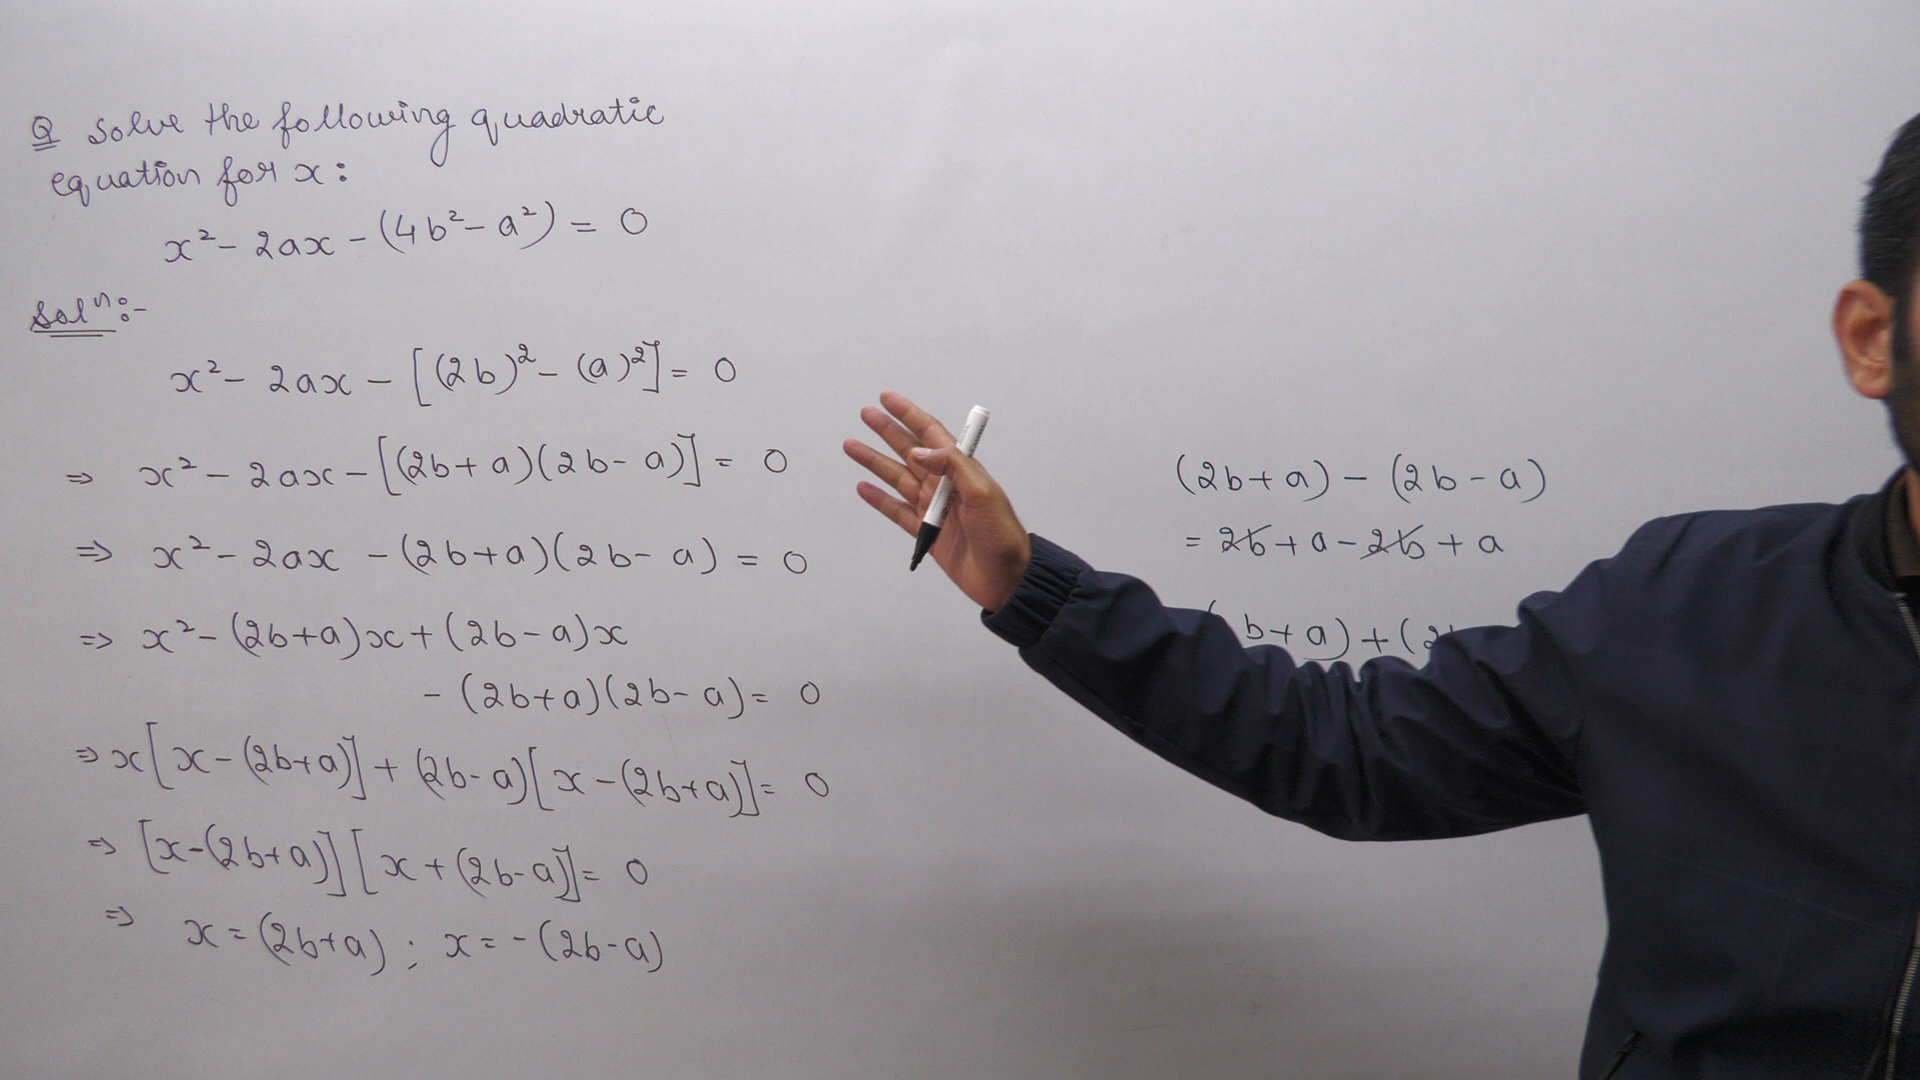 Q Solve the following quadratic
equation for x:
x² - 2ax - (4b² - a²) = 0
Solⁿ:-
x² - 2ax - [(2b)² - (a)²] = 0
⇒ x² - 2ax - [(2b+a)(2b-a)] = 0
⇒ x² - 2ax - (2b+a)(2b-a) = 0
⇒ x² - (2b+a)x + (2b-a)x
- (2b+a)(2b-a) = 0
⇒ x[x-(2b+a)] + (2b-a)[x-(2b+a)] = 0
⇒ [x-(2b+a)][x+(2b-a)] = 0
⇒ x = (2b+a) ; x = -(2b-a)
(2b+a) - (2b-a)
= 2b + a - 2b + a
b+a)+(